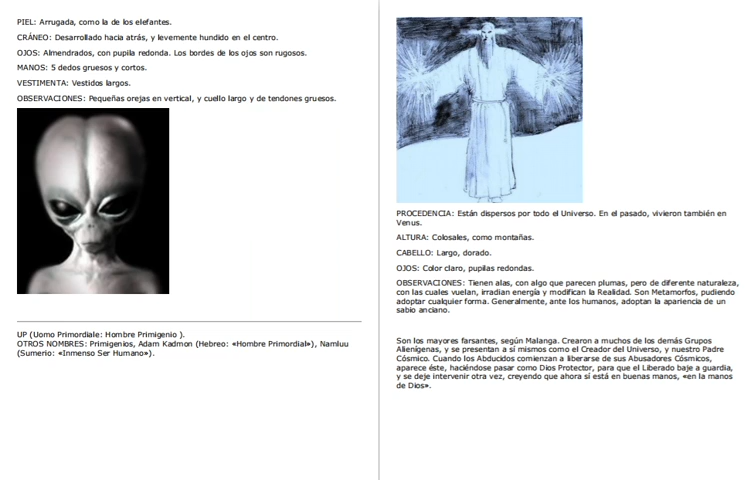 PIEL: Arrugada, como la de los elefantes.
CRÁNEO: Desarrollado hacia atrás, y levemente hundido en el centro.
OJOS: Almendrados, con pupila redonda. Los bordes de los ojos son rugosos.
MANOS: 5 dedos gruesos y cortos.
VESTIMENTA: Vestidos largos.
OBSERVACIONES: Pequeñas orejas en vertical, y cuello largo y de tendones gruesos.
UP (Uomo Primordiale: Hombre Primigenio ).
OTROS NOMBRES: Primigenios, Adam Kadmon (Hebreo: «Hombre Primordial»), Namluu
(Sumerio: «Inmenso Ser Humano»).
PROCEDENCIA: Están dispersos por todo el Universo. En el pasado, vivieron también en
Venus.
ALTURA: Colosales, como montañas.
CABELLO: Largo, dorado.
OJOS: Color claro, pupilas redondas.
OBSERVACIONES: Tienen alas, con algo que parecen plumas, pero de diferente naturaleza,
con las cuales vuelan, irradian energía y modifican la Realidad. Son Metamorfos, pudiendo
adoptar cualquier forma. Generalmente, ante los humanos, adoptan la apariencia de un
sabio anciano.
Son los mayores farsantes, según Malanga. Crearon a muchos de los demás Grupos
Alienígenas, y se presentan a sí mismos como el Creador del Universo, y nuestro Padre
Cósmico. Cuando los Abducidos comienzan a liberarse de sus Abusadores Cósmicos,
aparece éste, haciéndose pasar como Dios Protector, para que el Liberado baje a guardia,
y se deje intervenir otra vez, creyendo que ahora sí está en buenas manos, «en la manos
de Dios».